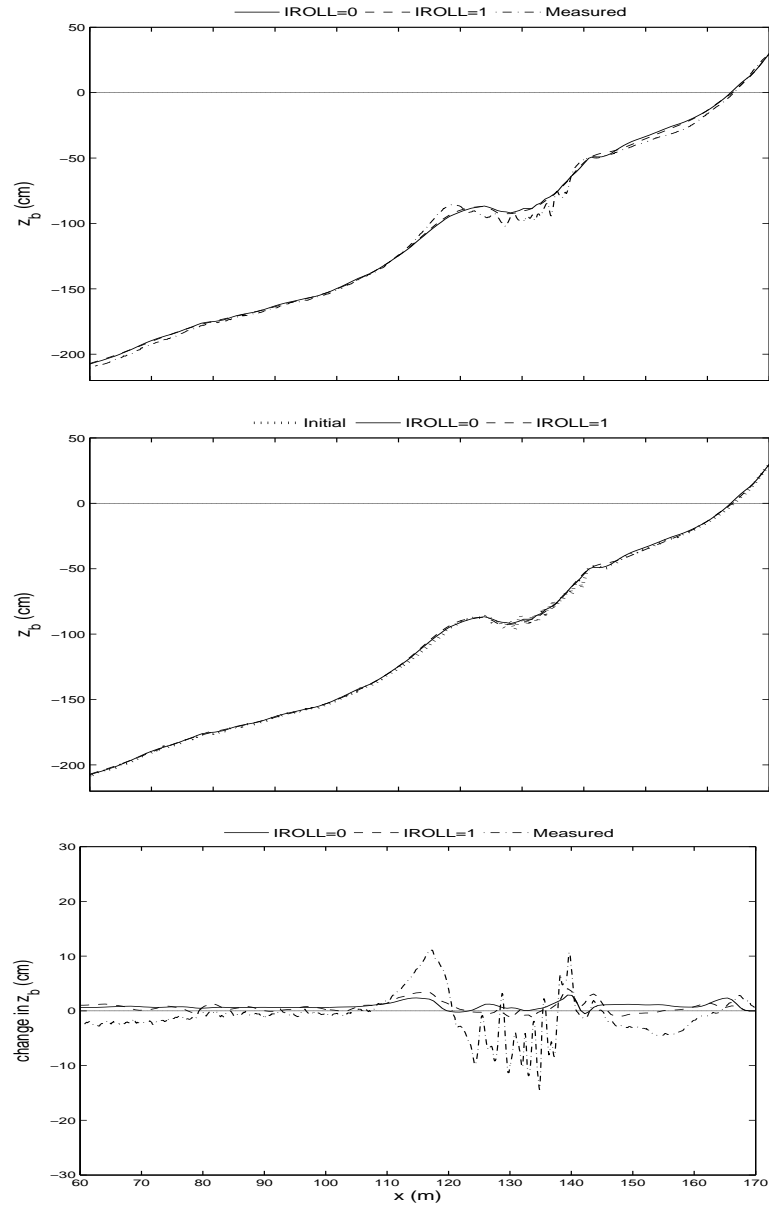 IROLL=0 IROLL=1 Measured
50
0
−50
−100
−150
−200
z_b (cm)
Initial IROLL=0 IROLL=1
50
0
−50
−100
−150
−200
z_b (cm)
IROLL=0 IROLL=1 Measured
30
20
10
0
−10
−20
−30
change in z_b (cm)
60 70 80 90 100 110 120 130 140 150 160 170
x (m)